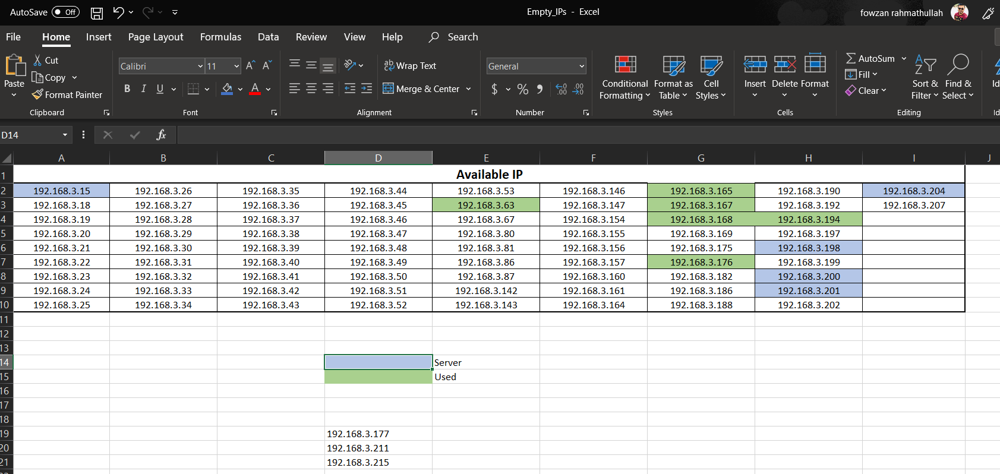 AutoSave Off Empty_IPs - Excel fowzan rahmathullah
File Home Insert Page Layout Formulas Data Review View Help Search
Paste
Cut
Copy
Format Painter
Clipboard
Calibri 11 A A
B I U A
Font
ab Wrap Text
Merge & Center
Alignment
General
$ % 9 .00 .00
Number
Conditional Formatting
Format as Table
Cell Styles
Styles
Insert Delete Format
Cells
AutoSum
Fill
Clear
Sort & Filter
Find & Select
Editing
Id
Id
D14 fx
A B C D E F G H I J
1 Available IP
2 192.168.3.15 192.168.3.26 192.168.3.35 192.168.3.44 192.168.3.53 192.168.3.146 192.168.3.165 192.168.3.190 192.168.3.204
3 192.168.3.18 192.168.3.27 192.168.3.36 192.168.3.45 192.168.3.63 192.168.3.147 192.168.3.167 192.168.3.192 192.168.3.207
4 192.168.3.19 192.168.3.28 192.168.3.37 192.168.3.46 192.168.3.67 192.168.3.154 192.168.3.168 192.168.3.194
5 192.168.3.20 192.168.3.29 192.168.3.38 192.168.3.47 192.168.3.80 192.168.3.155 192.168.3.169 192.168.3.197
6 192.168.3.21 192.168.3.30 192.168.3.39 192.168.3.48 192.168.3.81 192.168.3.156 192.168.3.175 192.168.3.198
7 192.168.3.22 192.168.3.31 192.168.3.40 192.168.3.49 192.168.3.86 192.168.3.157 192.168.3.176 192.168.3.199
8 192.168.3.23 192.168.3.32 192.168.3.41 192.168.3.50 192.168.3.87 192.168.3.160 192.168.3.182 192.168.3.200
9 192.168.3.24 192.168.3.33 192.168.3.42 192.168.3.51 192.168.3.142 192.168.3.161 192.168.3.186 192.168.3.201
10 192.168.3.25 192.168.3.34 192.168.3.43 192.168.3.52 192.168.3.143 192.168.3.164 192.168.3.188 192.168.3.202
11
12
13
14 Server
15 Used
16
17
18
19 192.168.3.177
20 192.168.3.211
21 192.168.3.215